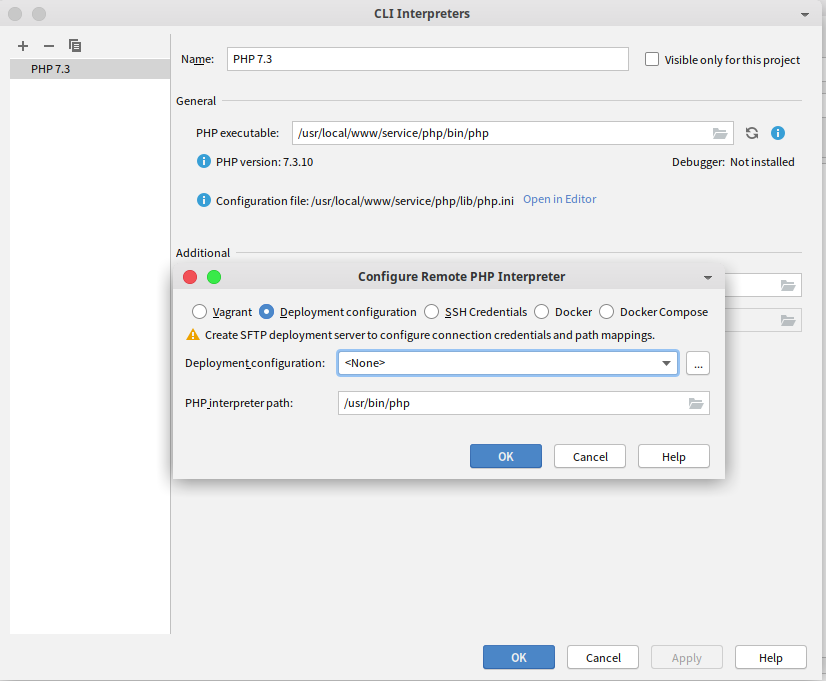 CLI Interpreters
PHP 7.3
Name: PHP 7.3 Visible only for this project
General
PHP executable: /usr/local/www/service/php/bin/php
PHP version: 7.3.10 Debugger: Not installed
Configuration file: /usr/local/www/service/php/lib/php.ini Open in Editor
Additional
Configure Remote PHP Interpreter
Vagrant Deployment configuration SSH Credentials Docker Docker Compose
Create SFTP deployment server to configure connection credentials and path mappings.
Deployment configuration: <None> ...
PHP interpreter path: /usr/bin/php
OK Cancel Help
OK Cancel Apply Help